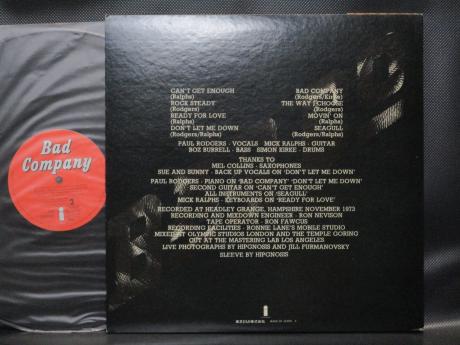 Bad
Company
2
CAN'T GET ENOUGH
(Ralphs)
ROCK STEADY
(Rodgers)
READY FOR LOVE
(Ralphs)
DON'T LET ME DOWN
(Rodgers/Ralphs)
BAD COMPANY
(Rodgers/Kirke)
THE WAY I CHOOSE
(Rodgers)
MOVIN' ON
(Ralphs)
SEAGULL
(Rodgers/Ralphs)
PAUL RODGERS - VOCALS MICK RALPHS - GUITAR
BOZ BURRELL - BASS SIMON KIRKE - DRUMS
THANKS TO
MEL COLLINS - SAXOPHONES
SUE AND SUNNY - BACK UP VOCALS ON 'DON'T LET ME DOWN'
PAUL RODGERS - PIANO ON 'BAD COMPANY' 'DON'T LET ME DOWN'
SECOND GUITAR ON 'CAN'T GET ENOUGH'
ALL INSTRUMENTS ON 'SEAGULL'
MICK RALPHS - KEYBOARDS ON 'READY FOR LOVE'
RECORDED AT HEADLEY GRANGE, HAMPSHIRE NOVEMBER 1973
RECORDING AND MIXDOWN ENGINEER - RON NEVISON
TAPE OPERATOR - RON FAWCUS
RECORDING FACILITIES - RONNIE LANE'S MOBILE STUDIO
MIXED AT OLYMPIC STUDIOS LONDON AND THE TEMPLE GORING
CUT AT THE MASTERING LAB LOS ANGELES
LIVE PHOTOGRAPHS BY HIPGNOSIS AND JILL FURMANOVSKY
SLEEVE BY HIPGNOSIS